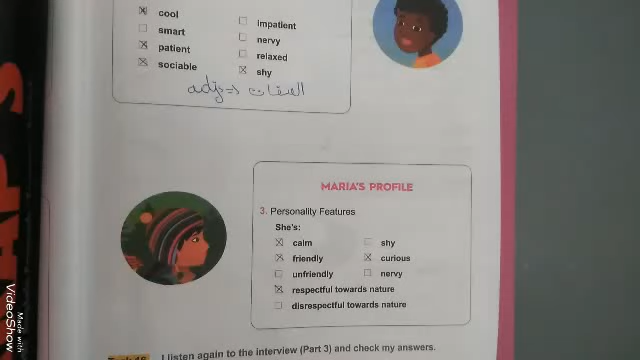 ☒ cool
☐ impatient
☐ smart
☐ nervy
☒ patient
☐ relaxed
☒ sociable
☒ shy
adj => الصفات
MARIA'S PROFILE
3. Personality Features
She's:
☒ calm ☐ shy
☒ friendly ☒ curious
☐ unfriendly ☐ nervy
☒ respectful towards nature
☐ disrespectful towards nature
I listen again to the interview (Part 3) and check my answers.
Made with
VideoShow